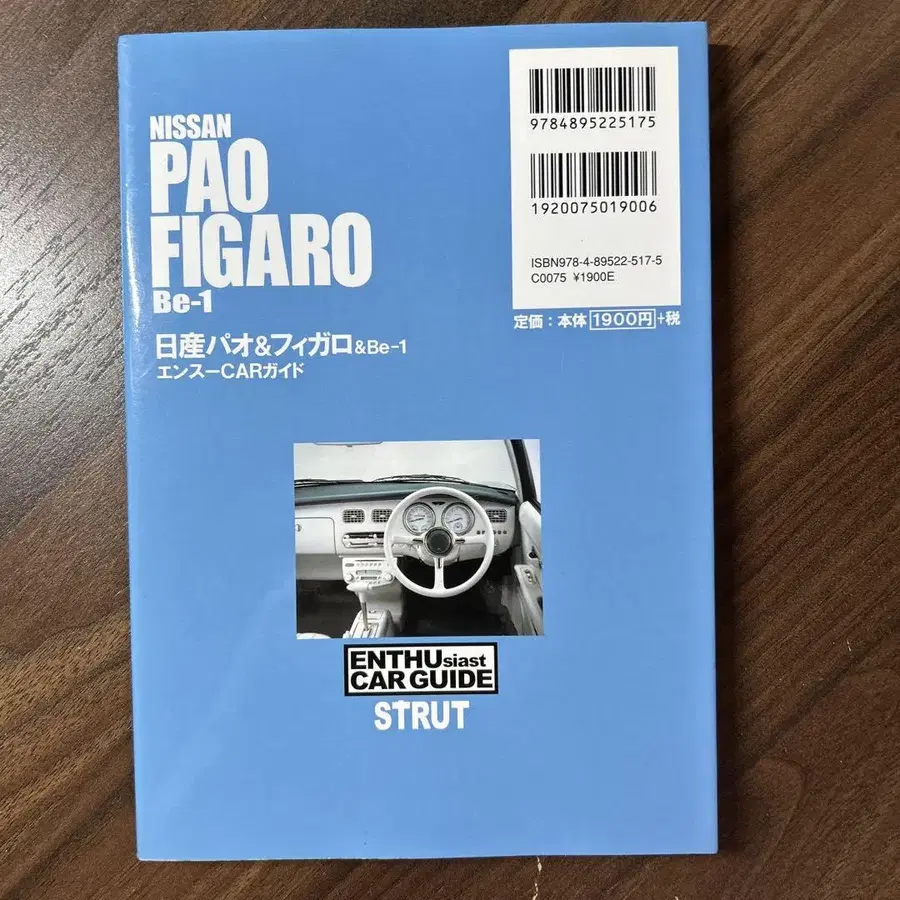 NISSAN
PAO
FIGARO
Be-1
日産パオ&フィガロ&Be-1
エンスーCARガイド
9784895225175
1920075019006
ISBN978-4-89522-517-5
C0075 ¥1900E
定価：本体1900円+税
ENTHUsiast
CAR GUIDE
STRUT